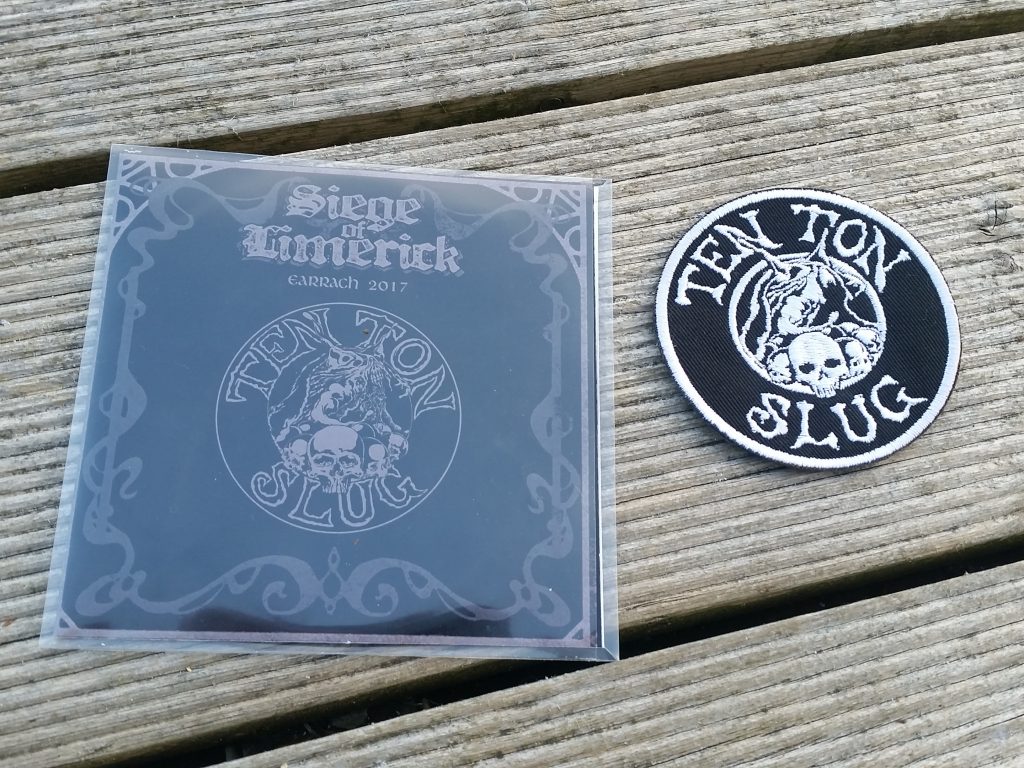 Siege
of
Limerick
EARRACH 2017
TEN TON
SLUG
TEN TON
SLUG